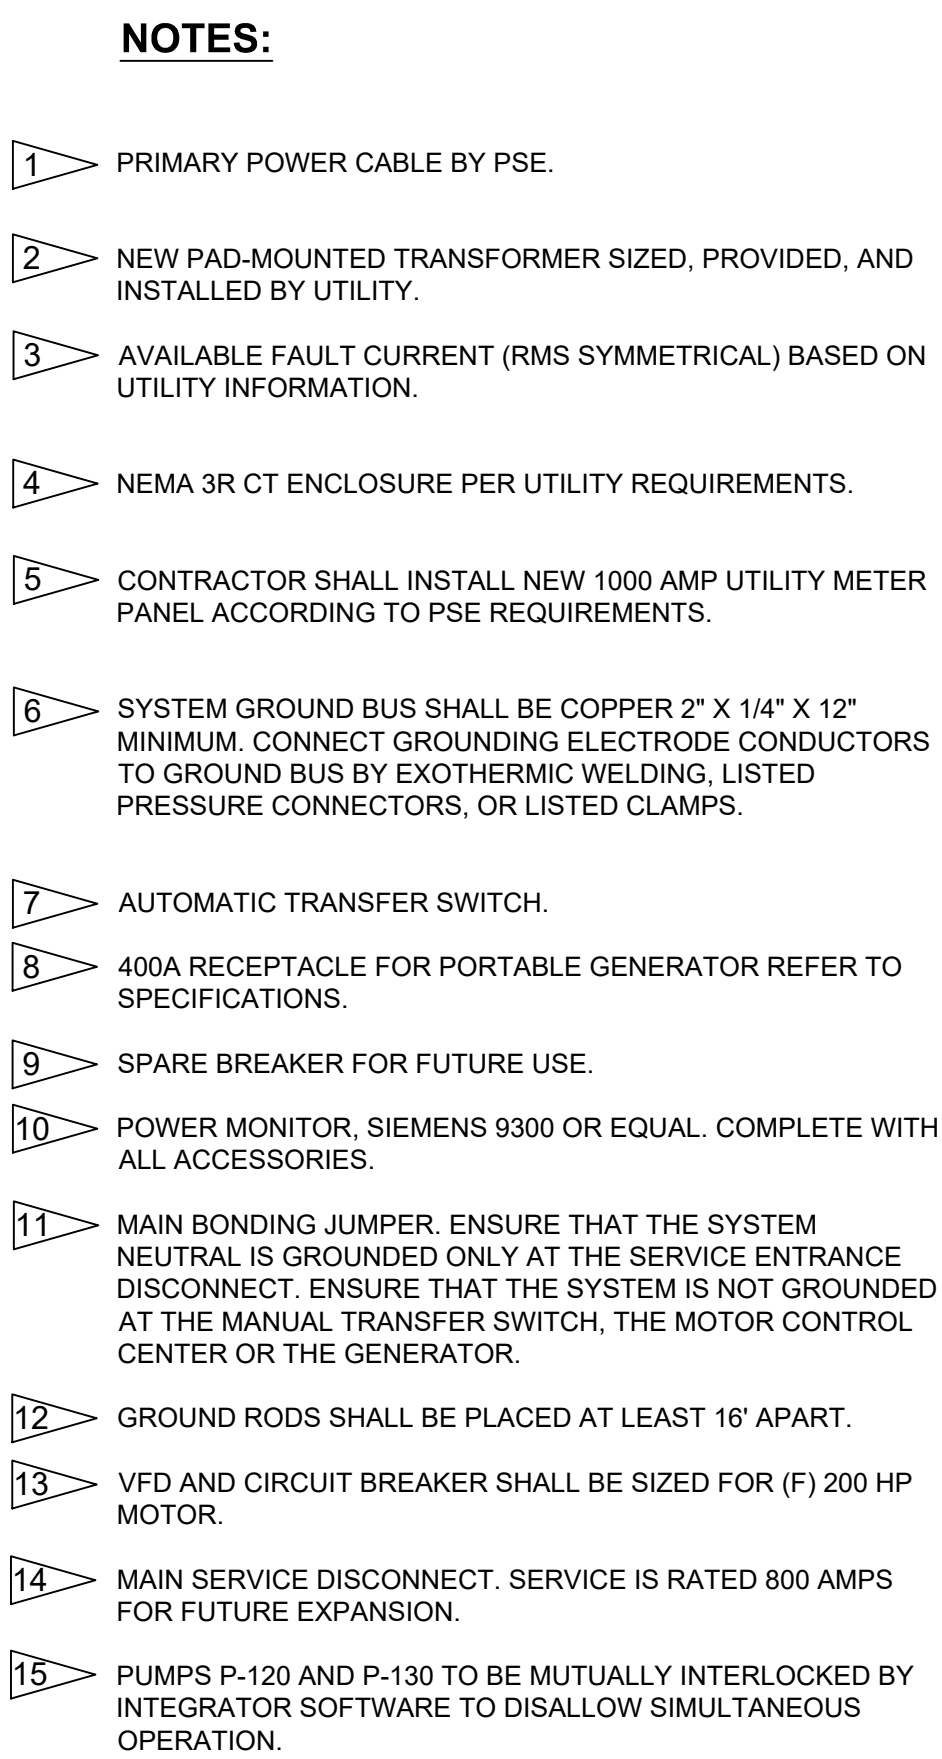 NOTES:
1 PRIMARY POWER CABLE BY PSE.
2 NEW PAD-MOUNTED TRANSFORMER SIZED, PROVIDED, AND
INSTALLED BY UTILITY.
3 AVAILABLE FAULT CURRENT (RMS SYMMETRICAL) BASED ON
UTILITY INFORMATION.
4 NEMA 3R CT ENCLOSURE PER UTILITY REQUIREMENTS.
5 CONTRACTOR SHALL INSTALL NEW 1000 AMP UTILITY METER
PANEL ACCORDING TO PSE REQUIREMENTS.
6 SYSTEM GROUND BUS SHALL BE COPPER 2" X 1/4" X 12"
MINIMUM. CONNECT GROUNDING ELECTRODE CONDUCTORS
TO GROUND BUS BY EXOTHERMIC WELDING, LISTED
PRESSURE CONNECTORS, OR LISTED CLAMPS.
7 AUTOMATIC TRANSFER SWITCH.
8 400A RECEPTACLE FOR PORTABLE GENERATOR REFER TO
SPECIFICATIONS.
9 SPARE BREAKER FOR FUTURE USE.
10 POWER MONITOR, SIEMENS 9300 OR EQUAL. COMPLETE WITH
ALL ACCESSORIES.
11 MAIN BONDING JUMPER. ENSURE THAT THE SYSTEM
NEUTRAL IS GROUNDED ONLY AT THE SERVICE ENTRANCE
DISCONNECT. ENSURE THAT THE SYSTEM IS NOT GROUNDED
AT THE MANUAL TRANSFER SWITCH, THE MOTOR CONTROL
CENTER OR THE GENERATOR.
12 GROUND RODS SHALL BE PLACED AT LEAST 16' APART.
13 VFD AND CIRCUIT BREAKER SHALL BE SIZED FOR (F) 200 HP
MOTOR.
14 MAIN SERVICE DISCONNECT. SERVICE IS RATED 800 AMPS
FOR FUTURE EXPANSION.
15 PUMPS P-120 AND P-130 TO BE MUTUALLY INTERLOCKED BY
INTEGRATOR SOFTWARE TO DISALLOW SIMULTANEOUS
OPERATION.